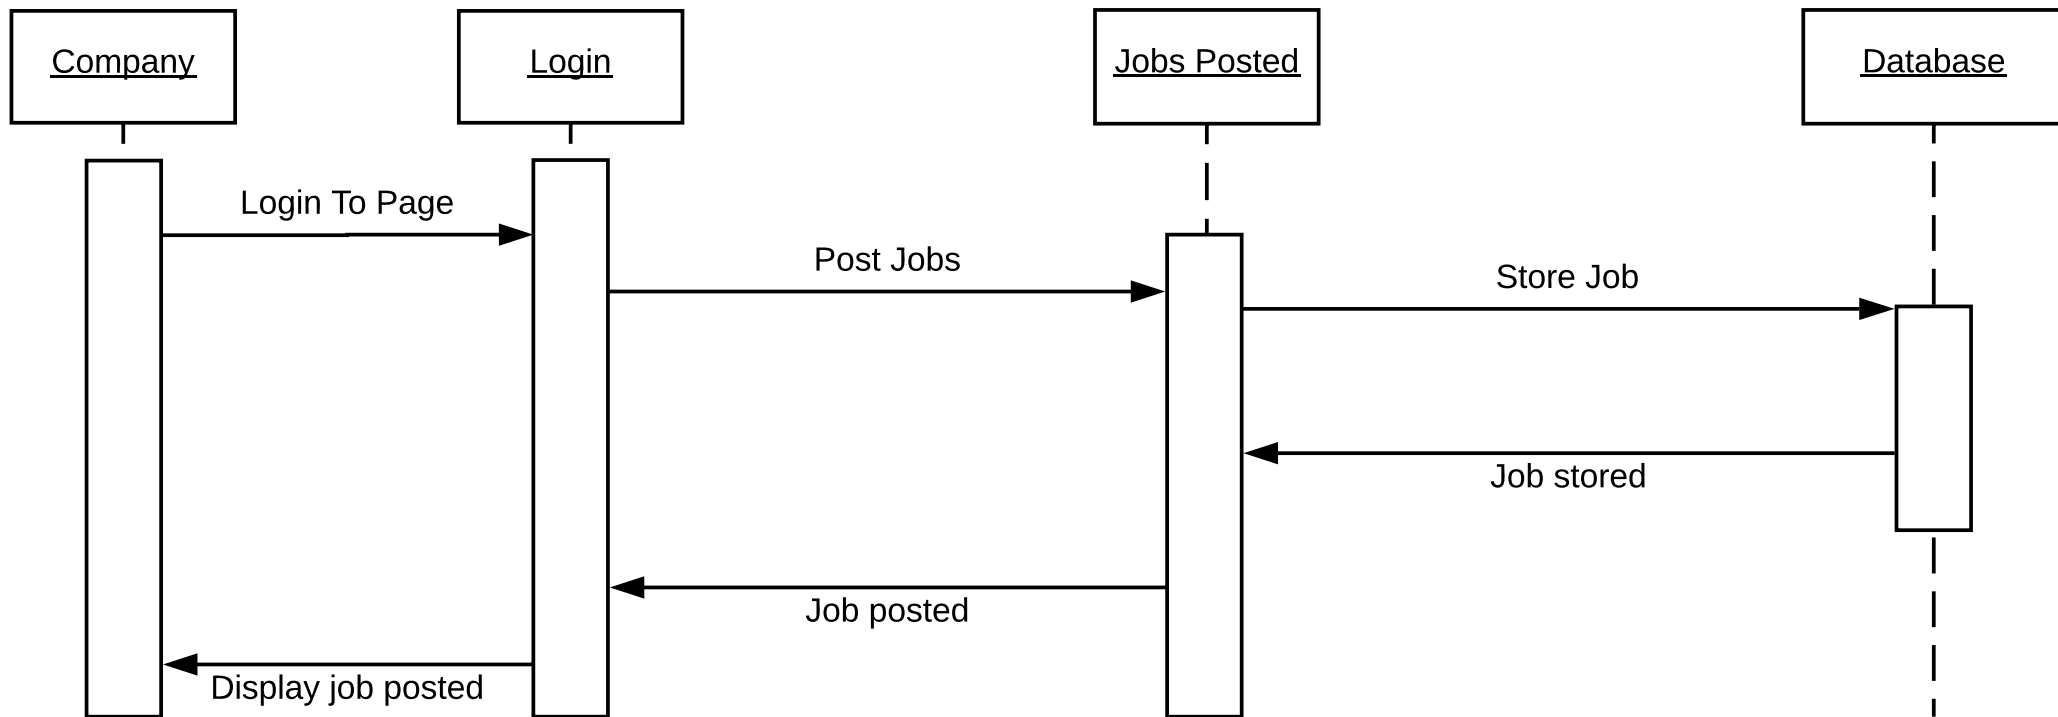 Company
Login
Jobs Posted
Database
Login To Page
Post Jobs
Store Job
Job stored
Job posted
Display job posted